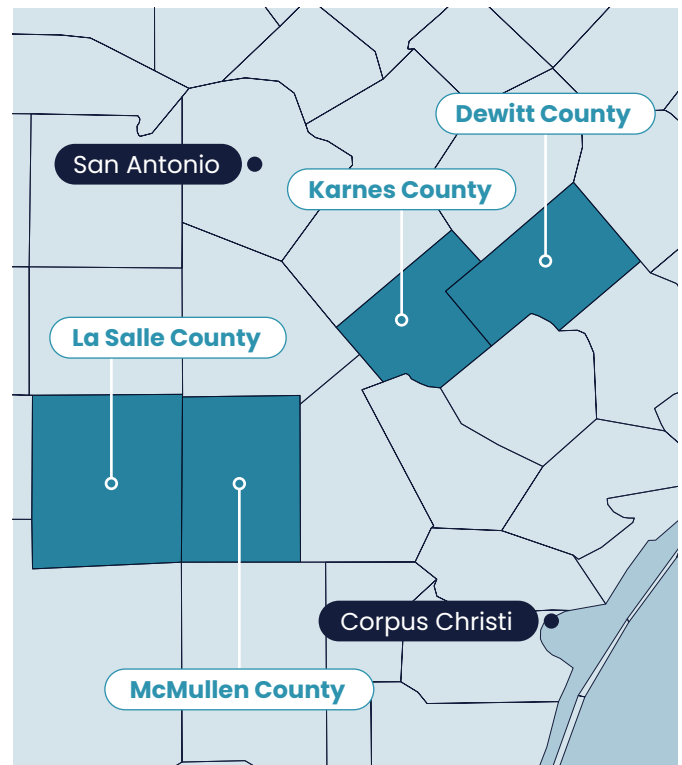 Dewitt County
San Antonio
Karnes County
La Salle County
Corpus Christi
McMullen County